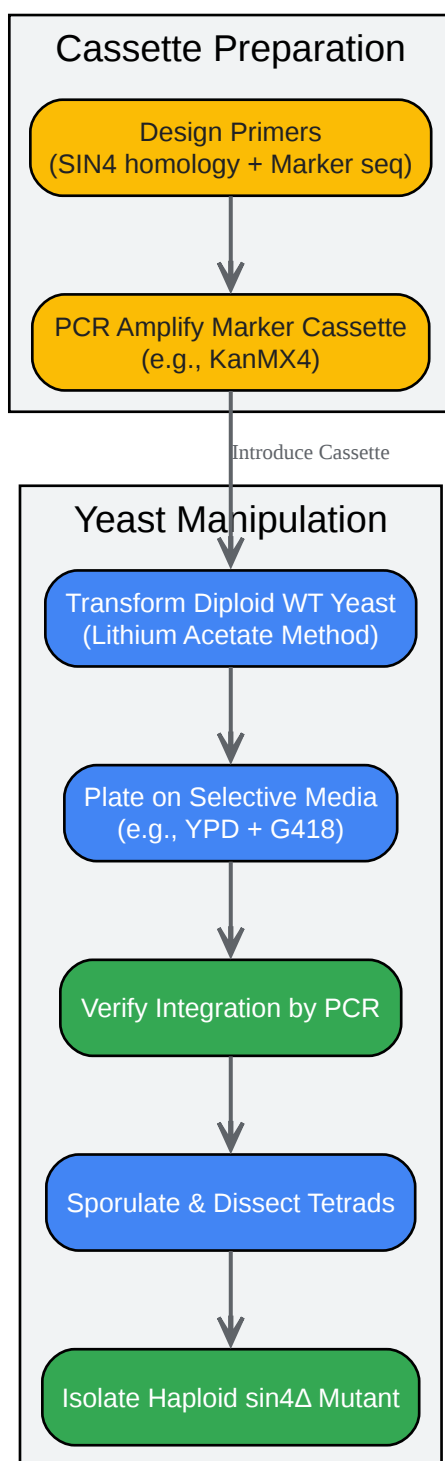 Cassette Preparation
Design Primers
(SIN4 homology + Marker seq)
PCR Amplify Marker Cassette
(e.g., KanMX4)
Introduce Cassette
Yeast Manipulation
Transform Diploid WT Yeast
(Lithium Acetate Method)
Plate on Selective Media
(e.g., YPD + G418)
Verify Integration by PCR
Sporulate & Dissect Tetrads
Isolate Haploid sin4Δ Mutant